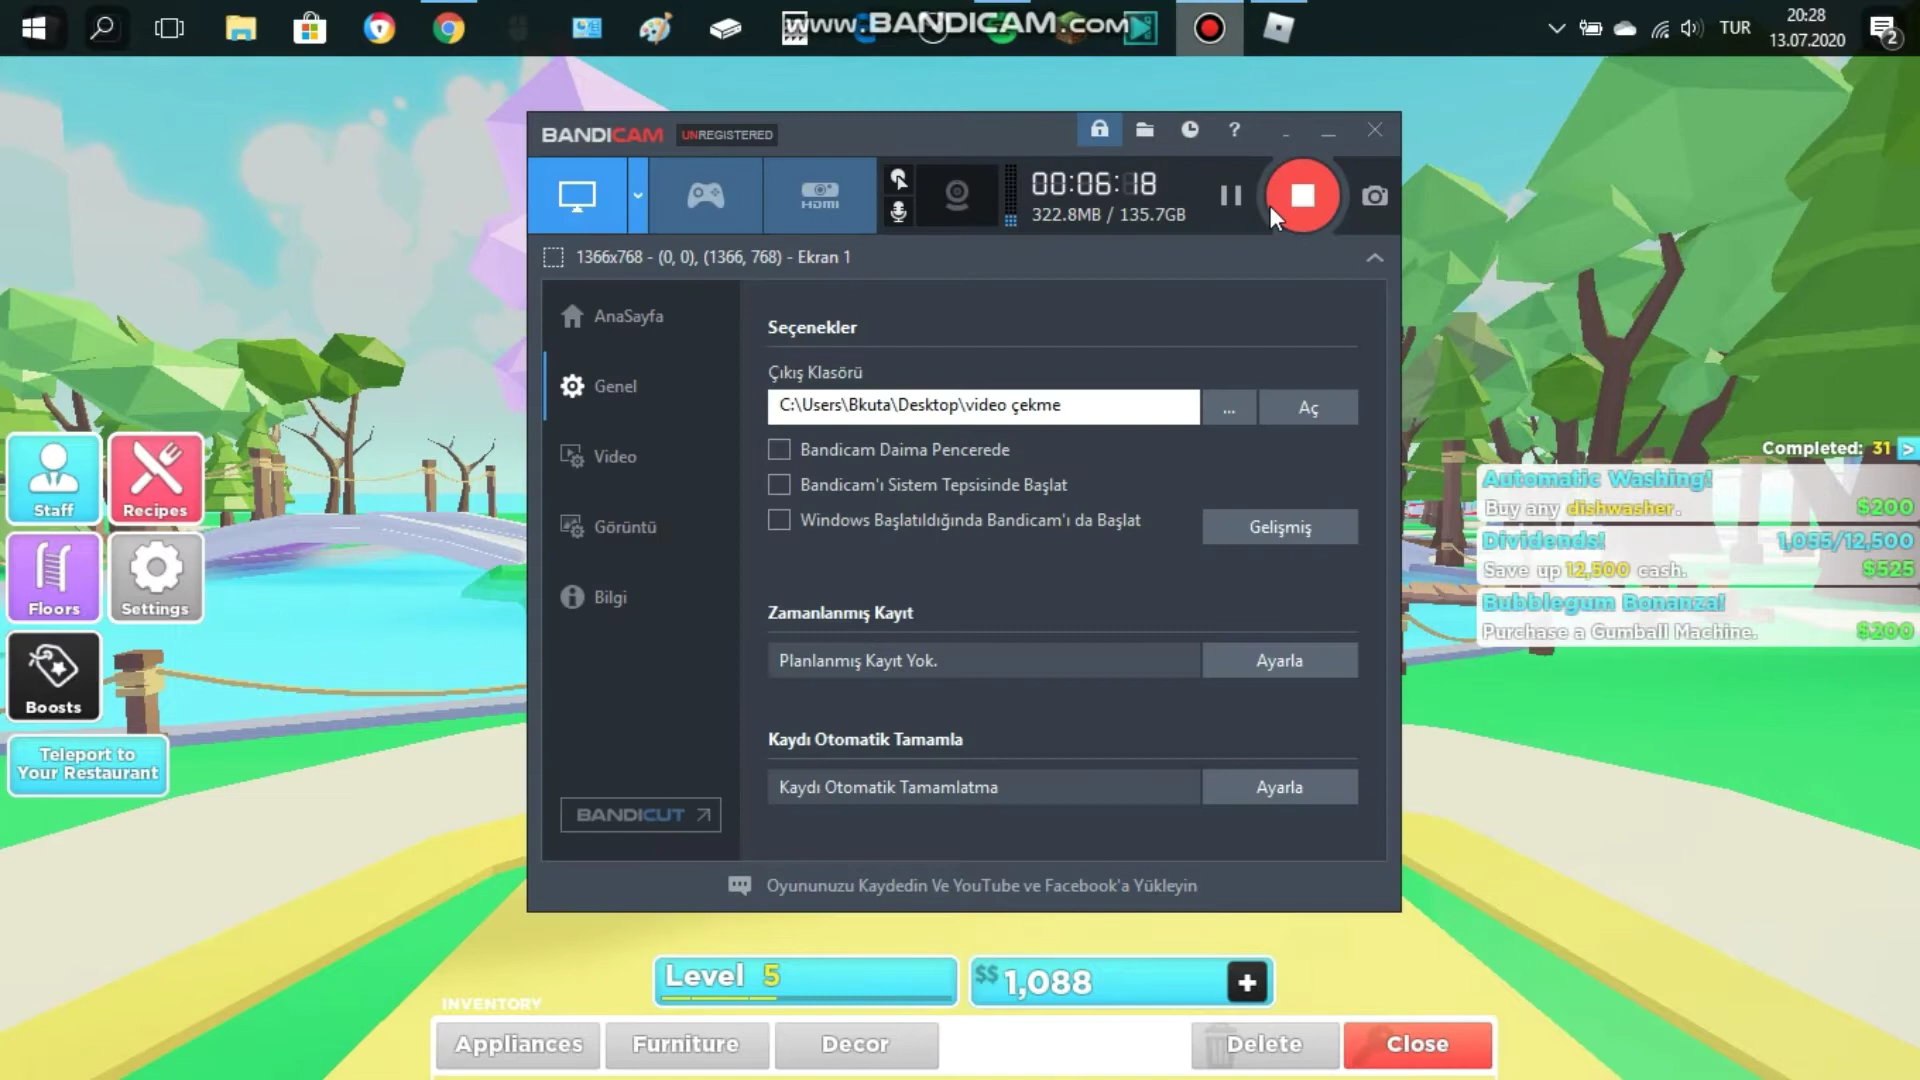 www.BANDICAM.com
TUR
20:28
13.07.2020
2
BANDICAM UNREGISTERED
?
HDMI
00:06:18
322.8MB / 135.7GB
1366x768 - (0, 0), (1366, 768) - Ekran 1
AnaSayfa
Genel
Video
Görüntü
Bilgi
BANDICUT
Seçenekler
Çıkış Klasörü
C:\Users\Bkuta\Desktop\video çekme
...
Aç
Bandicam Daima Pencerede
Bandicam'ı Sistem Tepsisinde Başlat
Windows Başlatıldığında Bandicam'ı da Başlat
Gelişmiş
Zamanlanmış Kayıt
Planlanmış Kayıt Yok.
Ayarla
Kaydı Otomatik Tamamla
Kaydı Otomatik Tamamlatma
Ayarla
Oyununuzu Kaydedin Ve YouTube ve Facebook'a Yükleyin
Staff
Recipes
Floors
Settings
Boosts
Teleport to
Your Restaurant
Completed: 31 >
Automatic Washing!
Buy any dishwasher. $200
Dividends! 1,055/12,500
Save up 12,500 cash. $525
Bubblegum Bonanza!
Purchase a Gumball Machine. $200
Level 5
$$ 1,088 +
INVENTORY
Appliances
Furniture
Decor
Delete
Close